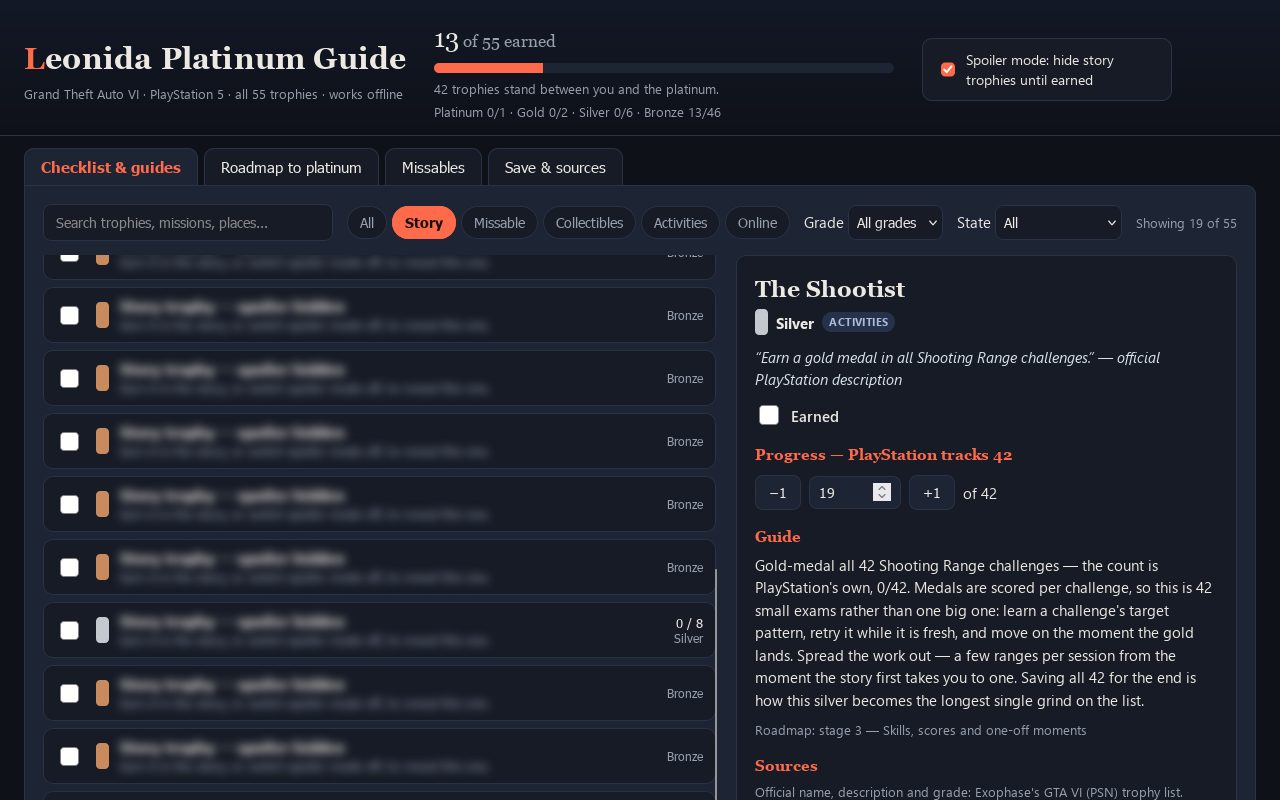 Leonida Platinum Guide
Grand Theft Auto VI · PlayStation 5 · all 55 trophies · works offline
13 of 55 earned
42 trophies stand between you and the platinum.
Platinum 0/1 · Gold 0/2 · Silver 0/6 · Bronze 13/46
Spoiler mode: hide story
trophies until earned
Checklist & guides
Roadmap to platinum
Missables
Save & sources
Search trophies, missions, places...
All
Story
Missable
Collectibles
Activities
Online
Grade
All grades
State
All
Showing 19 of 55
Bronze
Bronze
Bronze
Bronze
Bronze
Bronze
0 / 8
Silver
Bronze
Bronze
The Shootist
Silver
ACTIVITIES
"Earn a gold medal in all Shooting Range challenges." — official
PlayStation description
Earned
Progress — PlayStation tracks 42
−1
19
+1
of 42
Guide
Gold-medal all 42 Shooting Range challenges — the count is
PlayStation's own, 0/42. Medals are scored per challenge, so this is 42
small exams rather than one big one: learn a challenge's target
pattern, retry it while it is fresh, and move on the moment the gold
lands. Spread the work out — a few ranges per session from the
moment the story first takes you to one. Saving all 42 for the end is
how this silver becomes the longest single grind on the list.
Roadmap: stage 3 — Skills, scores and one-off moments
Sources
Official name, description and grade: Exophase's GTA VI (PSN) trophy list.